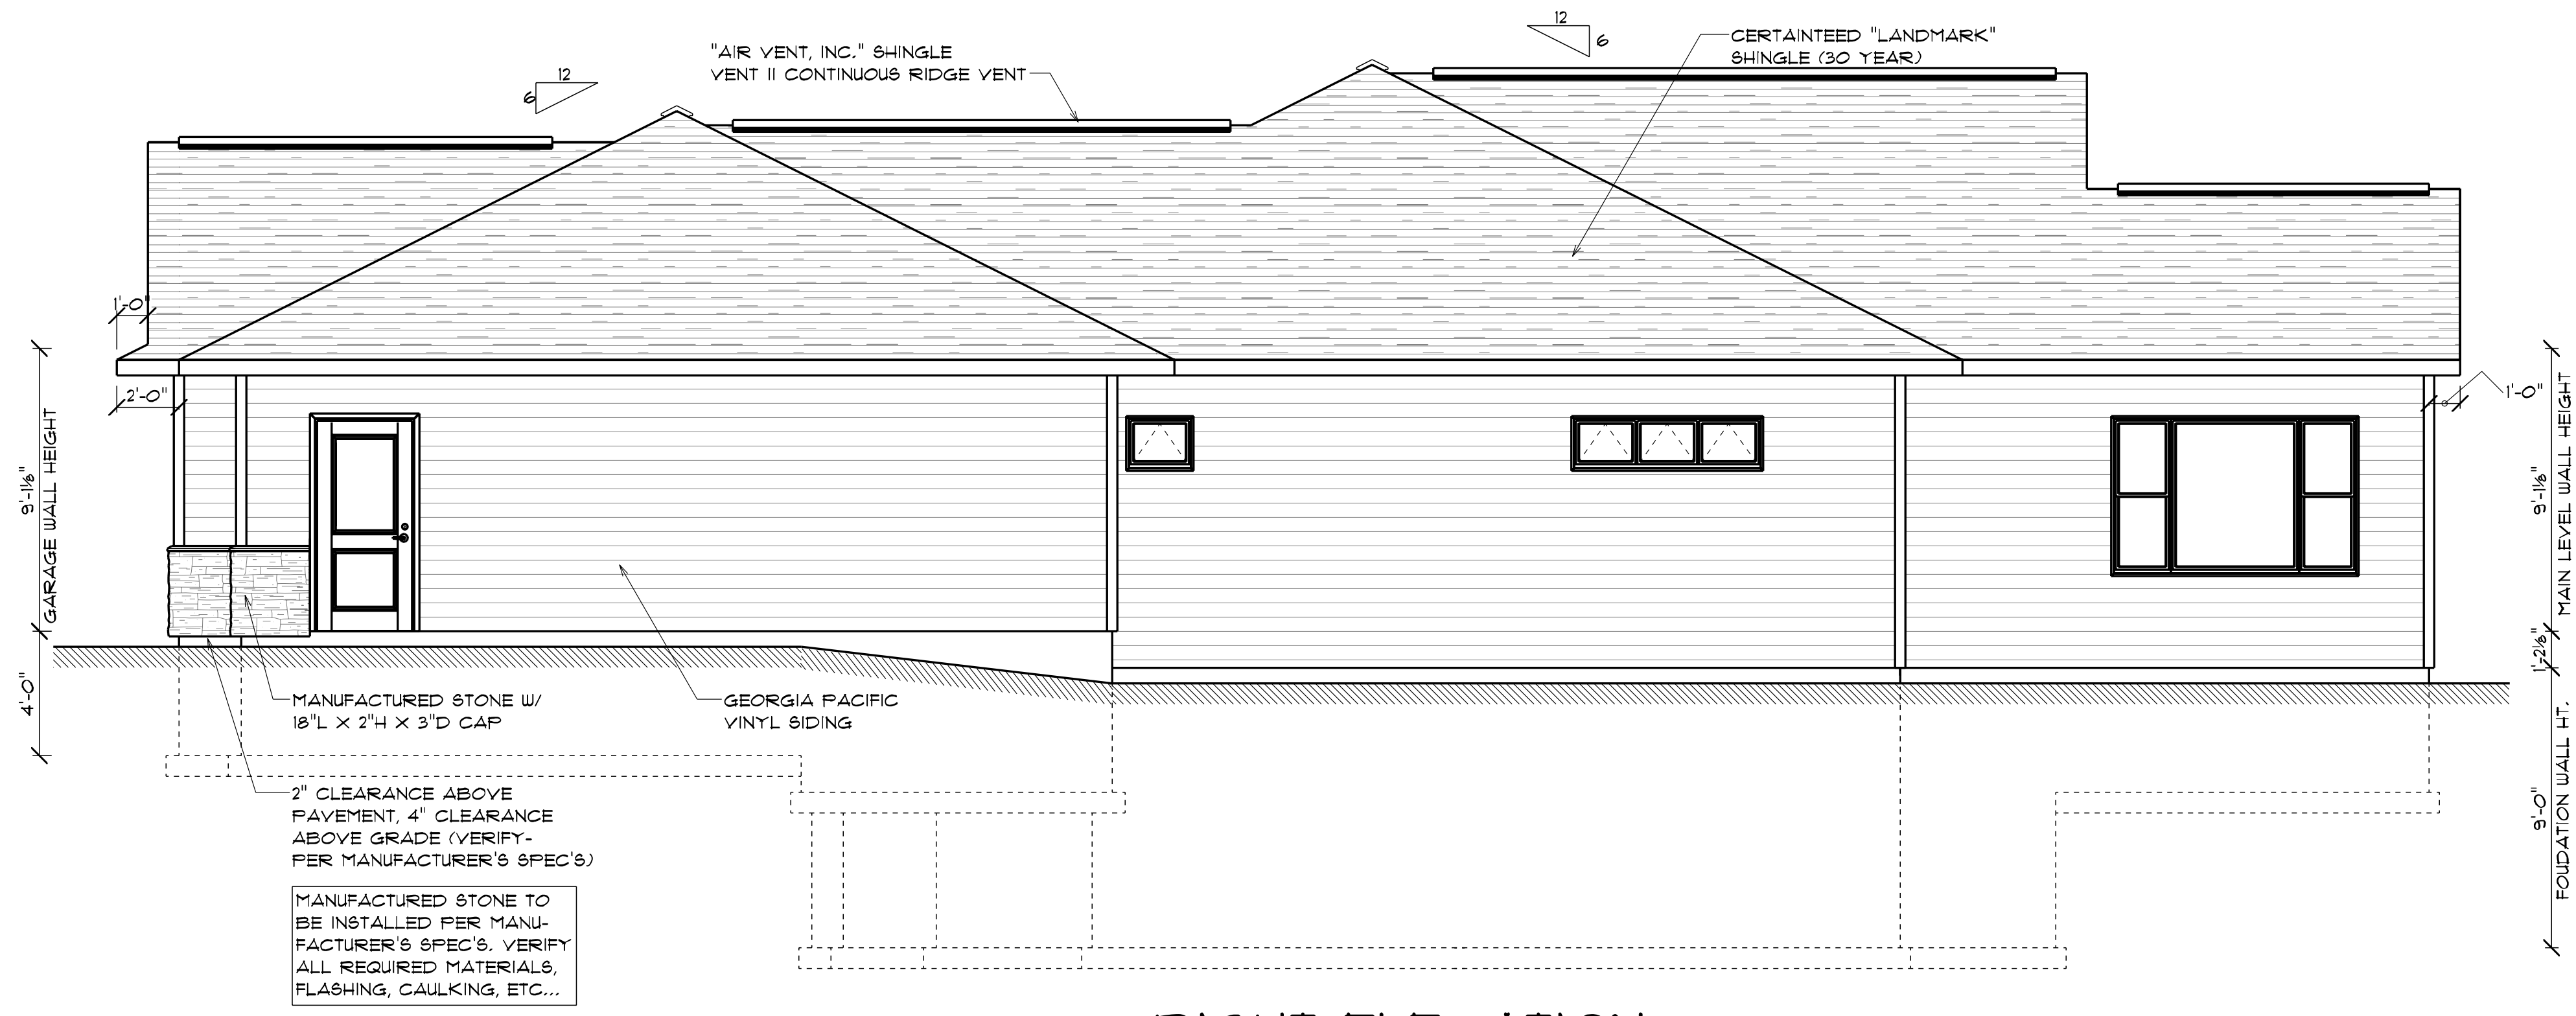 12
6
"AIR VENT, INC." SHINGLE
VENT II CONTINUOUS RIDGE VENT
12
6
CERTAINTEED "LANDMARK"
SHINGLE (30 YEAR)
1'-0"
2'-0"
9'-1⅛"
GARAGE WALL HEIGHT
4'-0"
1'-0"
9'-1⅛"
MAIN LEVEL WALL HEIGHT
1'-2⅛"
9'-0"
FOUDATION WALL HT.
MANUFACTURED STONE W/
18"L X 2"H X 3"D CAP
GEORGIA PACIFIC
VINYL SIDING
2" CLEARANCE ABOVE
PAVEMENT, 4" CLEARANCE
ABOVE GRADE (VERIFY-
PER MANUFACTURER'S SPEC'S)
MANUFACTURED STONE TO
BE INSTALLED PER MANU-
FACTURER'S SPEC'S. VERIFY
ALL REQUIRED MATERIALS,
FLASHING, CAULKING, ETC...